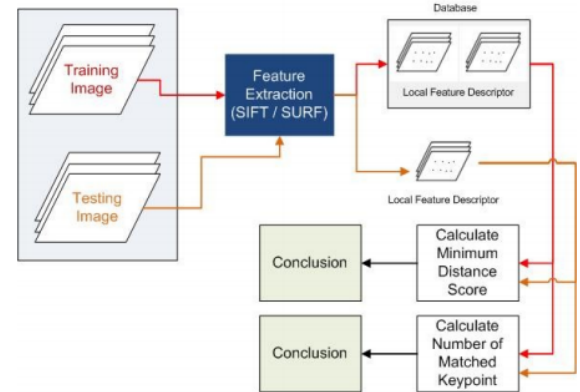 Database
Training
Image
Feature
Extraction
(SIFT / SURF)
Local Feature Descriptor
Testing
Image
Local Feature Descriptor
Conclusion
Calculate
Minimum
Distance
Score
Conclusion
Calculate
Number of
Matched
Keypoint